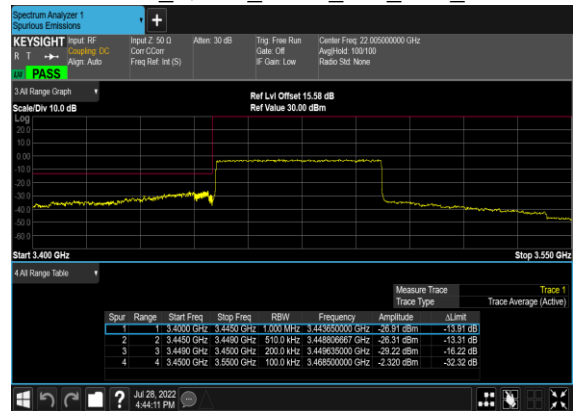 Spectrum Analyzer 1
Spurious Emissions
+
KEYSIGHT Input: RF Input Z: 50 Ω Atten: 30 dB Trig: Free Run Center Freq: 22.005000000 GHz
R T Coupling: DC Corr CCorr Gate: Off Avg|Hold: 100/100
Align: Auto Freq Ref: Int (S) IF Gain: Low Radio Std: None
LXI PASS
3 All Range Graph
Ref Lvl Offset 15.58 dB
Scale/Div 10.0 dB Ref Value 30.00 dBm
Log
20.0
10.0
0.00
-10.0
-20.0
-30.0
-40.0
-50.0
-60.0
Start 3.400 GHz Stop 3.550 GHz
4 All Range Table
Measure Trace Trace 1
Trace Type Trace Average (Active)
Spur Range Start Freq Stop Freq RBW Frequency Amplitude ΔLimit
1 1 3.4000 GHz 3.4450 GHz 1.000 MHz 3.443650000 GHz -26.91 dBm -13.91 dB
2 2 3.4450 GHz 3.4490 GHz 510.0 kHz 3.448806667 GHz -26.31 dBm -13.31 dB
3 3 3.4490 GHz 3.4500 GHz 200.0 kHz 3.449635000 GHz -29.22 dBm -16.22 dB
4 4 3.4500 GHz 3.5500 GHz 100.0 kHz 3.468500000 GHz -2.320 dBm -32.32 dB
? Jul 28, 2022
4:44:11 PM